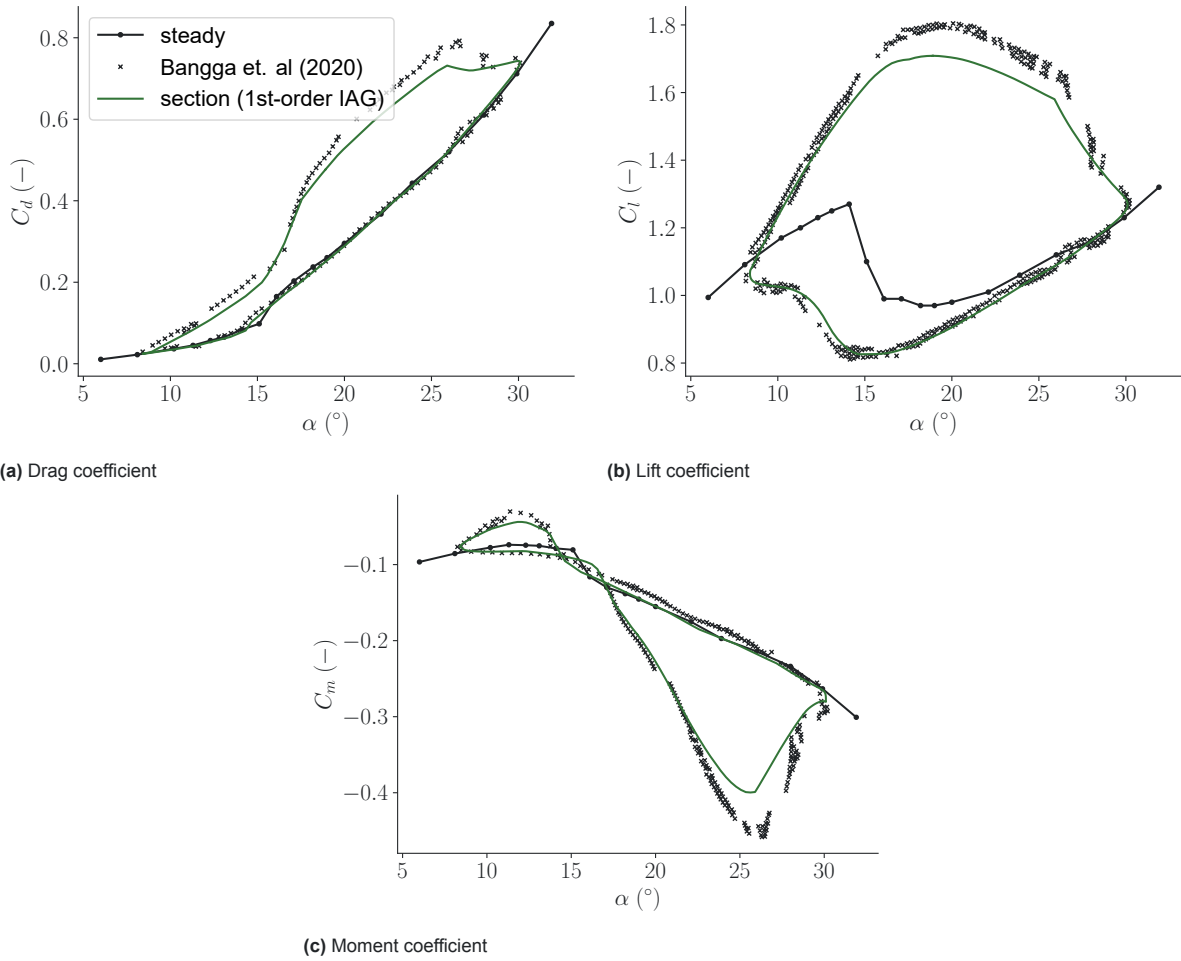 0.8
0.6
0.4
0.2
0.0
steady
Bangga et. al (2020)
section (1st-order IAG)
C_d (−)
5 10 15 20 25 30
α (°)
1.8
1.6
1.4
1.2
1.0
0.8
C_l (−)
5 10 15 20 25 30
α (°)
(a) Drag coefficient
(b) Lift coefficient
−0.1
−0.2
−0.3
−0.4
C_m (−)
5 10 15 20 25 30
α (°)
(c) Moment coefficient